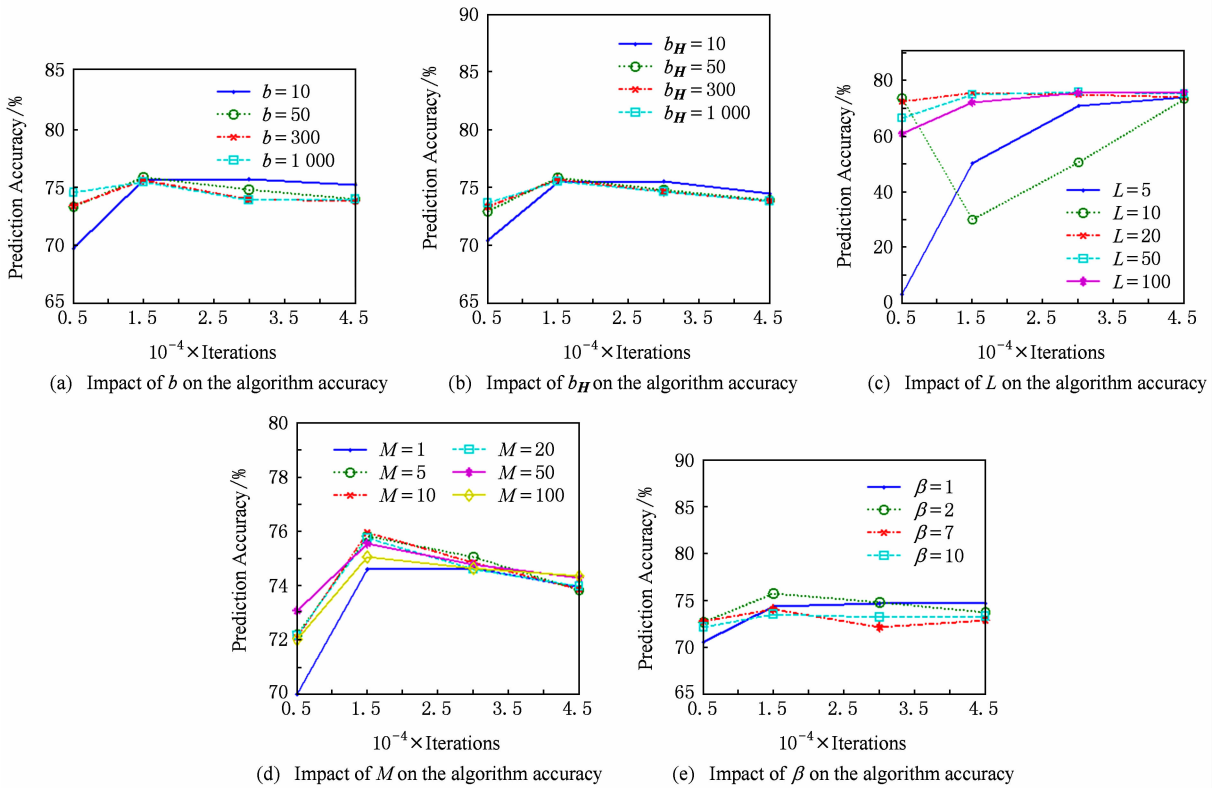 85
80
75
70
65
Prediction Accuracy/%
b=10
b=50
b=300
b=1 000
0.5 1.5 2.5 3.5 4.5
10⁻⁴×Iterations
(a) Impact of b on the algorithm accuracy
90
85
80
75
70
65
Prediction Accuracy/%
b_H=10
b_H=50
b_H=300
b_H=1 000
0.5 1.5 2.5 3.5 4.5
10⁻⁴×Iterations
(b) Impact of b_H on the algorithm accuracy
80
60
40
20
0
Prediction Accuracy/%
L=5
L=10
L=20
L=50
L=100
0.5 1.5 2.5 3.5 4.5
10⁻⁴×Iterations
(c) Impact of L on the algorithm accuracy
80
78
76
74
72
70
Prediction Accuracy/%
M=1 M=20
M=5 M=50
M=10 M=100
0.5 1.5 2.5 3.5 4.5
10⁻⁴×Iterations
(d) Impact of M on the algorithm accuracy
90
85
80
75
70
65
Prediction Accuracy/%
β=1
β=2
β=7
β=10
0.5 1.5 2.5 3.5 4.5
10⁻⁴×Iterations
(e) Impact of β on the algorithm accuracy